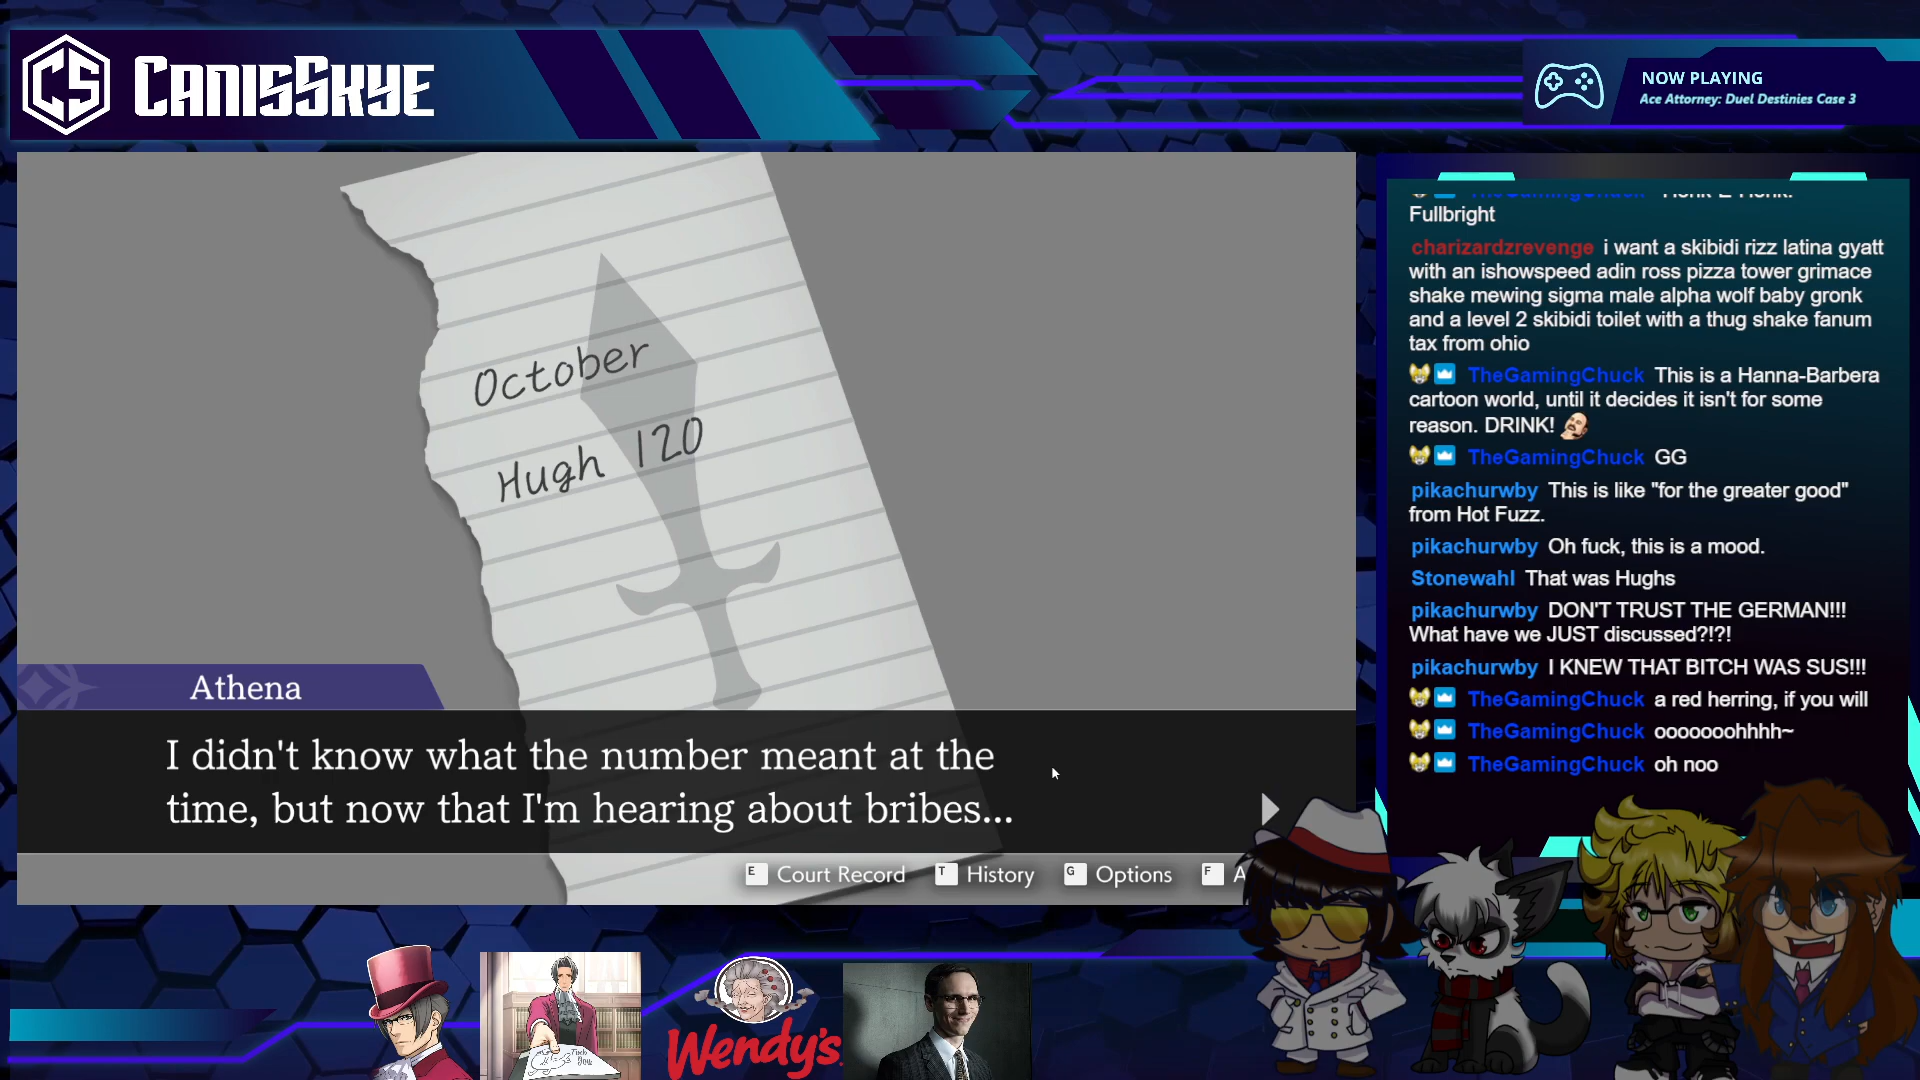 CS CANISSKYE
NOW PLAYING
Ace Attorney: Duel Destinies Case 3
October
Hugh 120
Athena
I didn't know what the number meant at the
time, but now that I'm hearing about bribes...
E Court Record T History G Options F A
TheGamingChuck
Fullbright
charizardzrevenge i want a skibidi rizz latina gyatt
with an ishowspeed adin ross pizza tower grimace
shake mewing sigma male alpha wolf baby gronk
and a level 2 skibidi toilet with a thug shake fanum
tax from ohio
TheGamingChuck This is a Hanna-Barbera
cartoon world, until it decides it isn't for some
reason. DRINK!
TheGamingChuck GG
pikachurwby This is like "for the greater good"
from Hot Fuzz.
pikachurwby Oh fuck, this is a mood.
Stonewahl That was Hughs
pikachurwby DON'T TRUST THE GERMAN!!!
What have we JUST discussed?!?!
pikachurwby I KNEW THAT BITCH WAS SUS!!!
TheGamingChuck a red herring, if you will
TheGamingChuck ooooooohhhh~
TheGamingChuck oh noo
Fuck
you
Wendy's